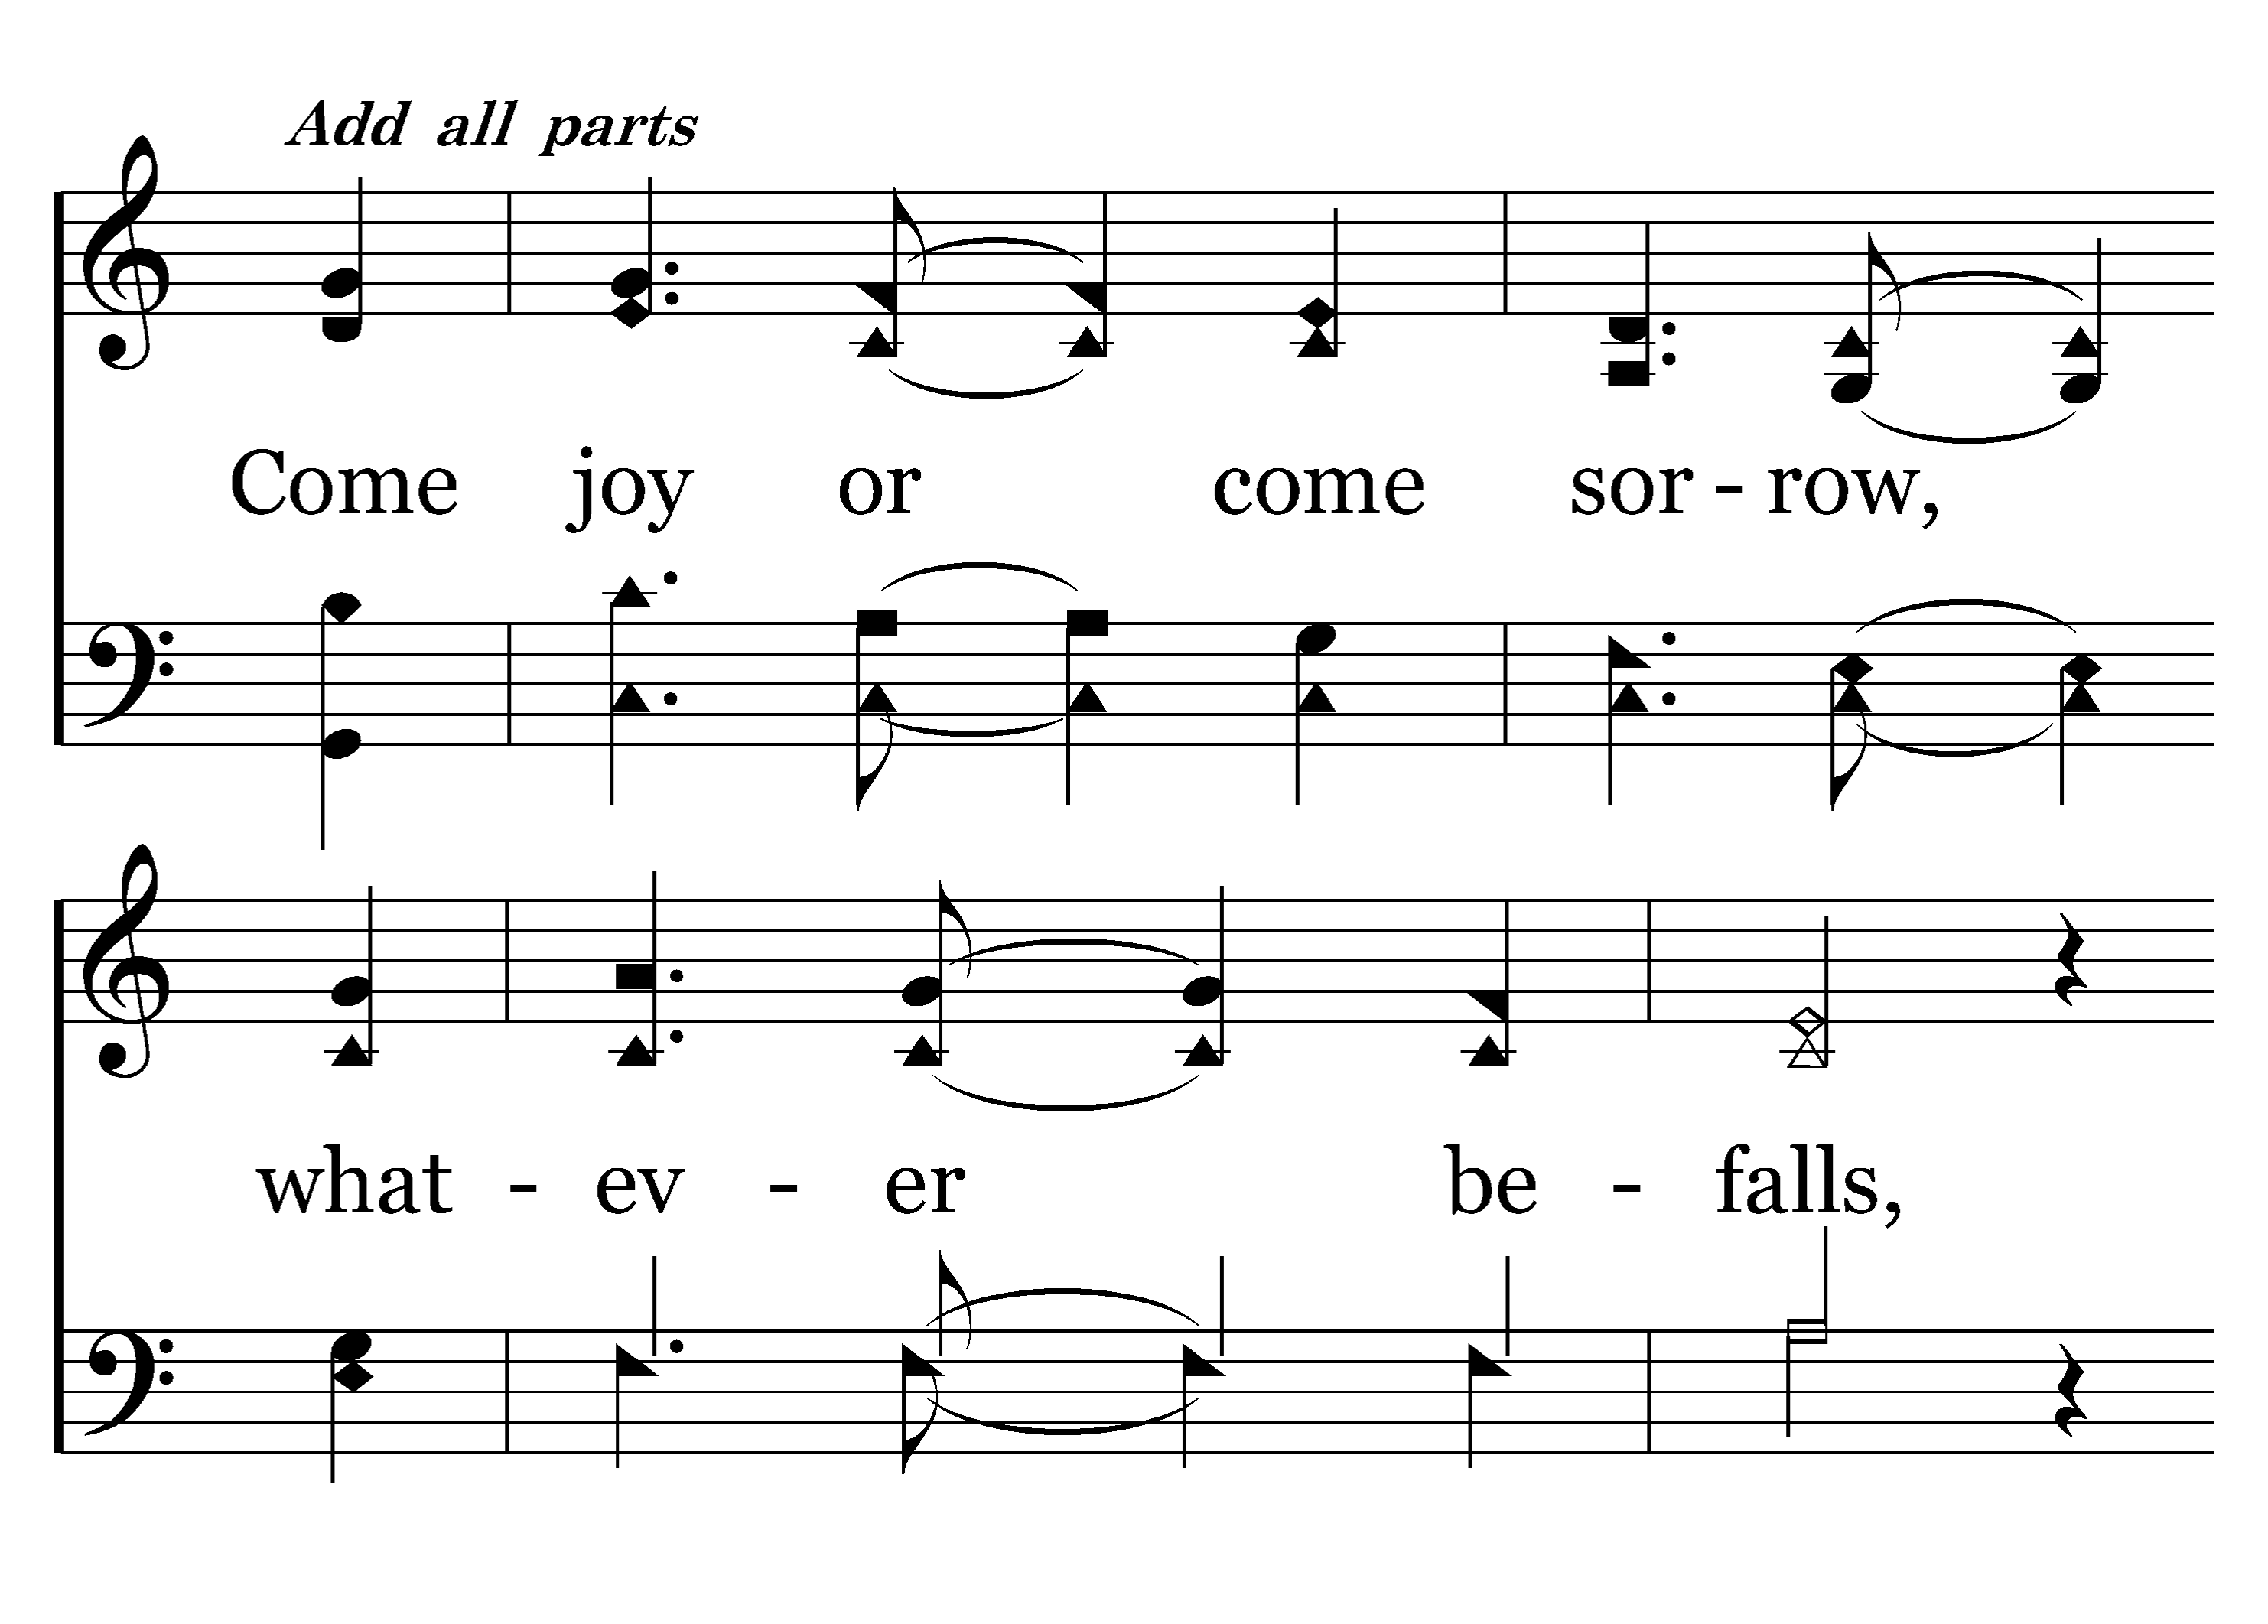 Add all parts
Come joy or come sor - row,
what - ev - er be - falls,